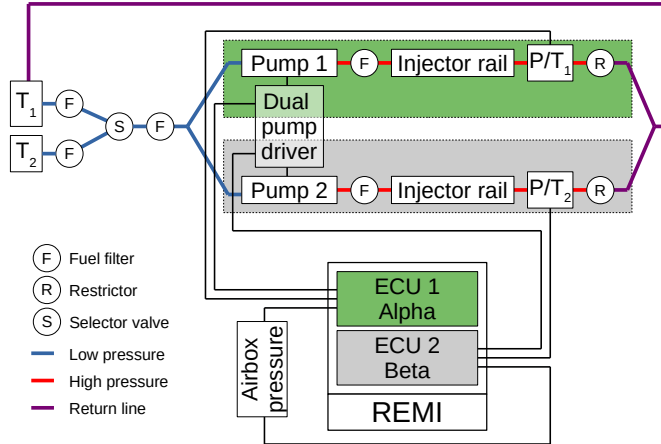 Pump 1
F
Injector rail
P/T1
R
T1
F
Dual
pump
driver
S
F
T2
F
Pump 2
F
Injector rail
P/T2
R
F Fuel filter
R Restrictor
S Selector valve
Low pressure
High pressure
Return line
ECU 1
Alpha
ECU 2
Beta
Airbox
pressure
REMI